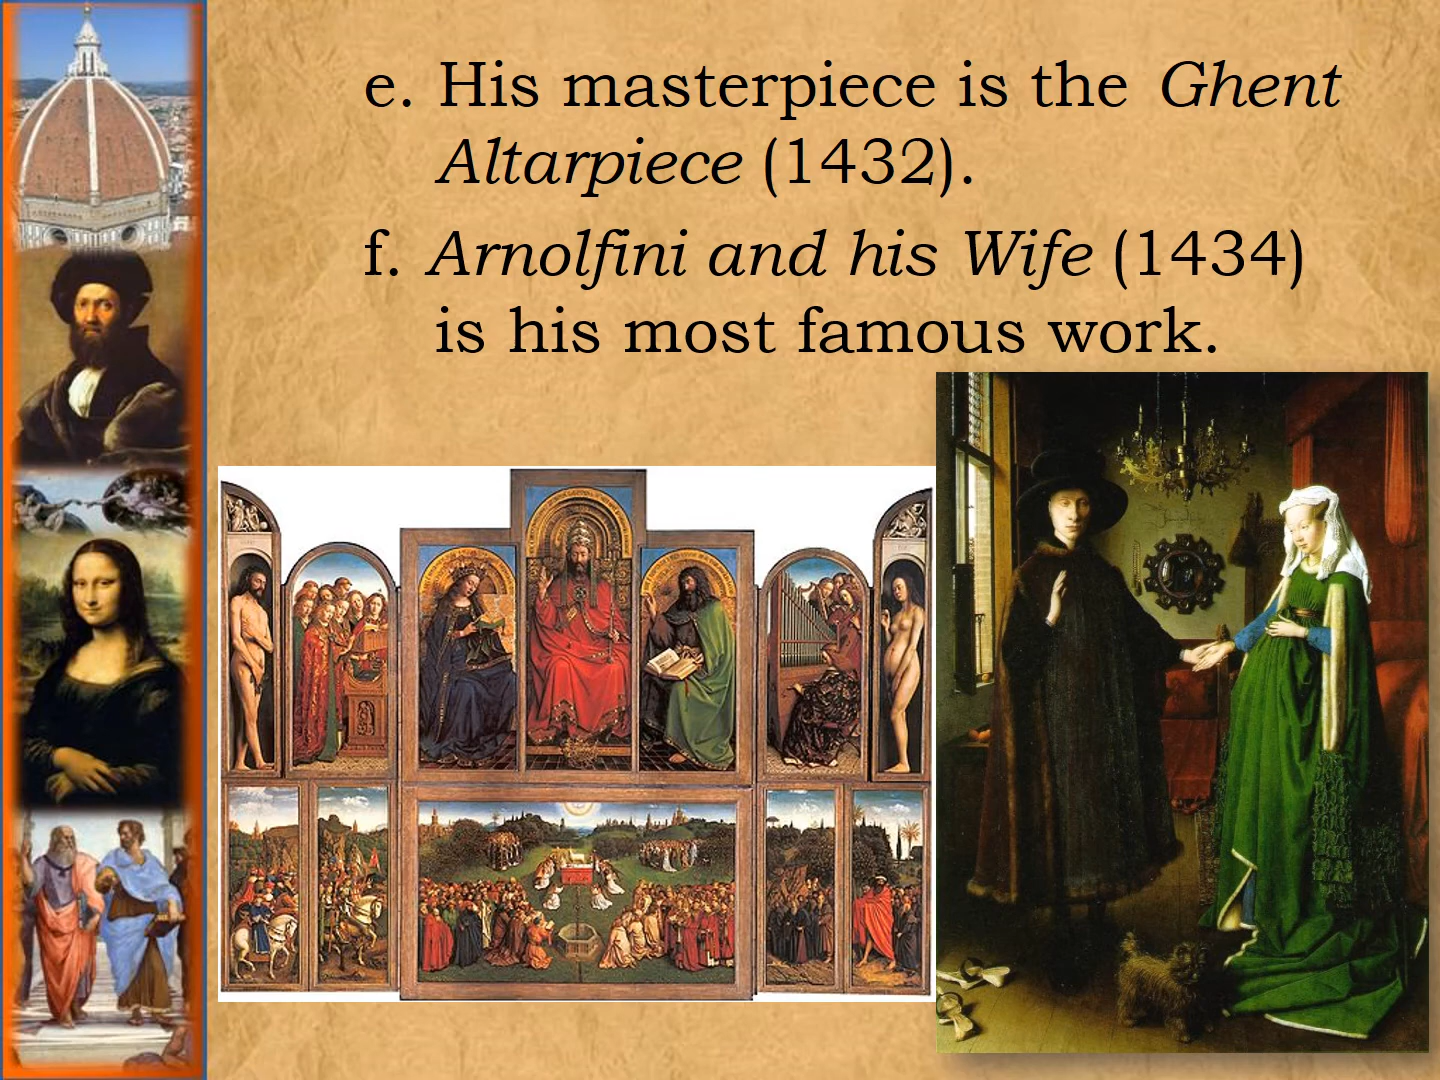 e. His masterpiece is the Ghent
Altarpiece (1432).
f. Arnolfini and his Wife (1434)
is his most famous work.